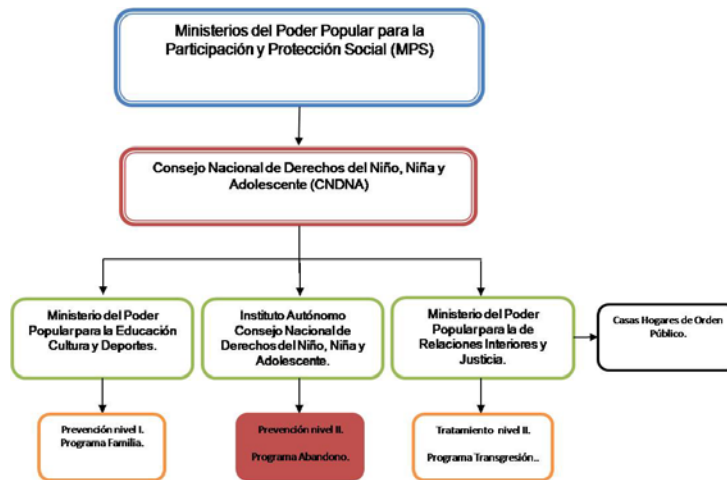 Ministerios del Poder Popular para la
Participación y Protección Social (MPS)
Consejo Nacional de Derechos del Niño, Niña y
Adolescente (CNDNA)
Ministerio del Poder
Popular para la Educación
Cultura y Deportes.
Instituto Autónomo
Consejo Nacional de
Derechos del Niño, Niña y
Adolescente.
Ministerio del Poder
Popular para la de
Relaciones Interiores y
Justicia.
Casas Hogares de Orden
Público.
Prevención nivel I.
Programa Familia.
Prevención nivel II.
Programa Abandono.
Tratamiento nivel II.
Programa Transgresión..